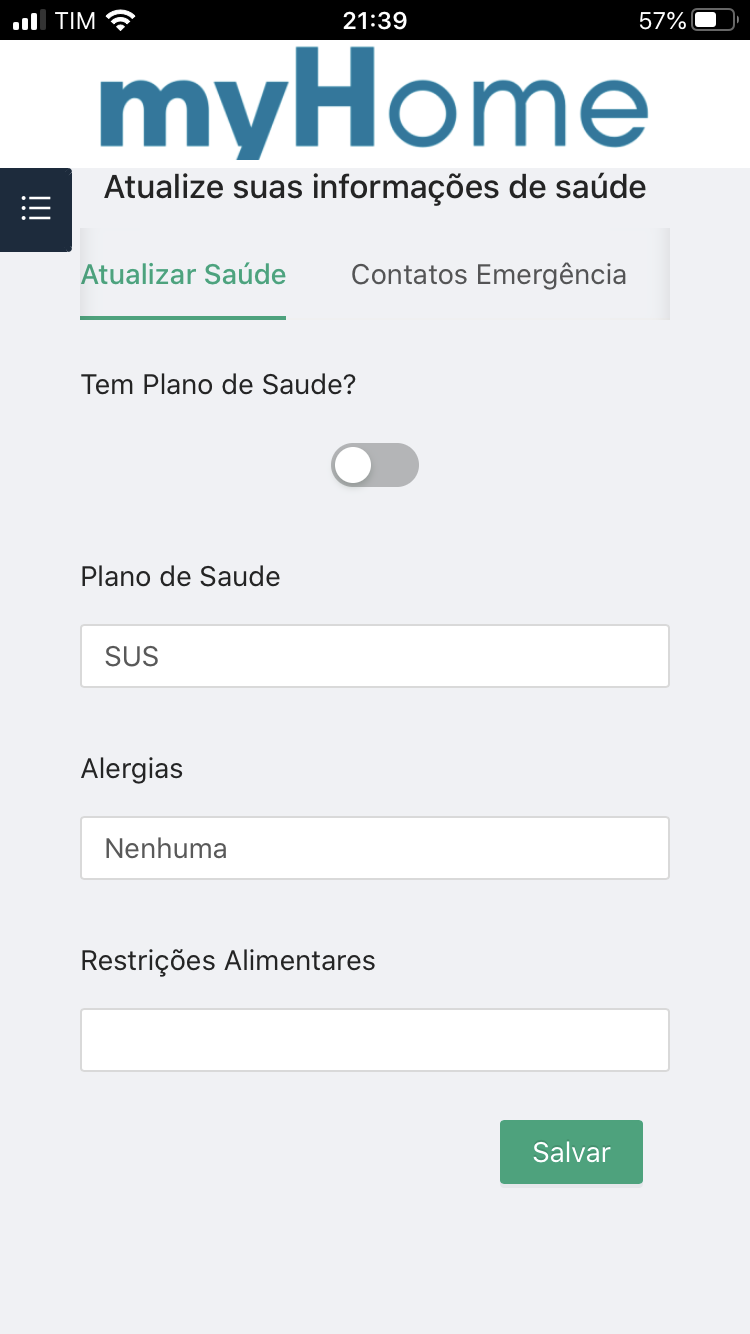 TIM 21:39 57%
myHome
Atualize suas informações de saúde
Atualizar Saúde Contatos Emergência
Tem Plano de Saude?
Plano de Saude
SUS
Alergias
Nenhuma
Restrições Alimentares
Salvar